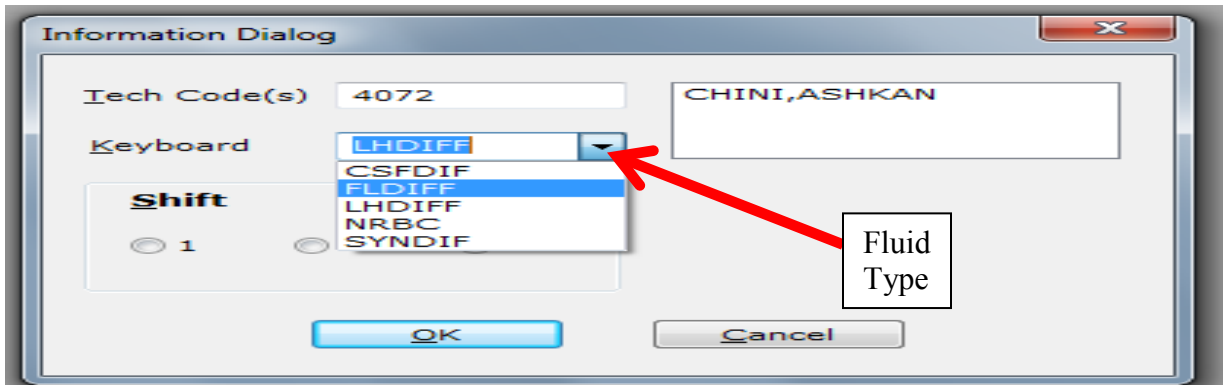 Information Dialog
Tech Code(s) 4072 CHINI,ASHKAN
Keyboard LHDIFF
CSFDIF
FLDIFF
LHDIFF
NRBC
SYNDIF
Shift
1
Fluid
Type
OK Cancel